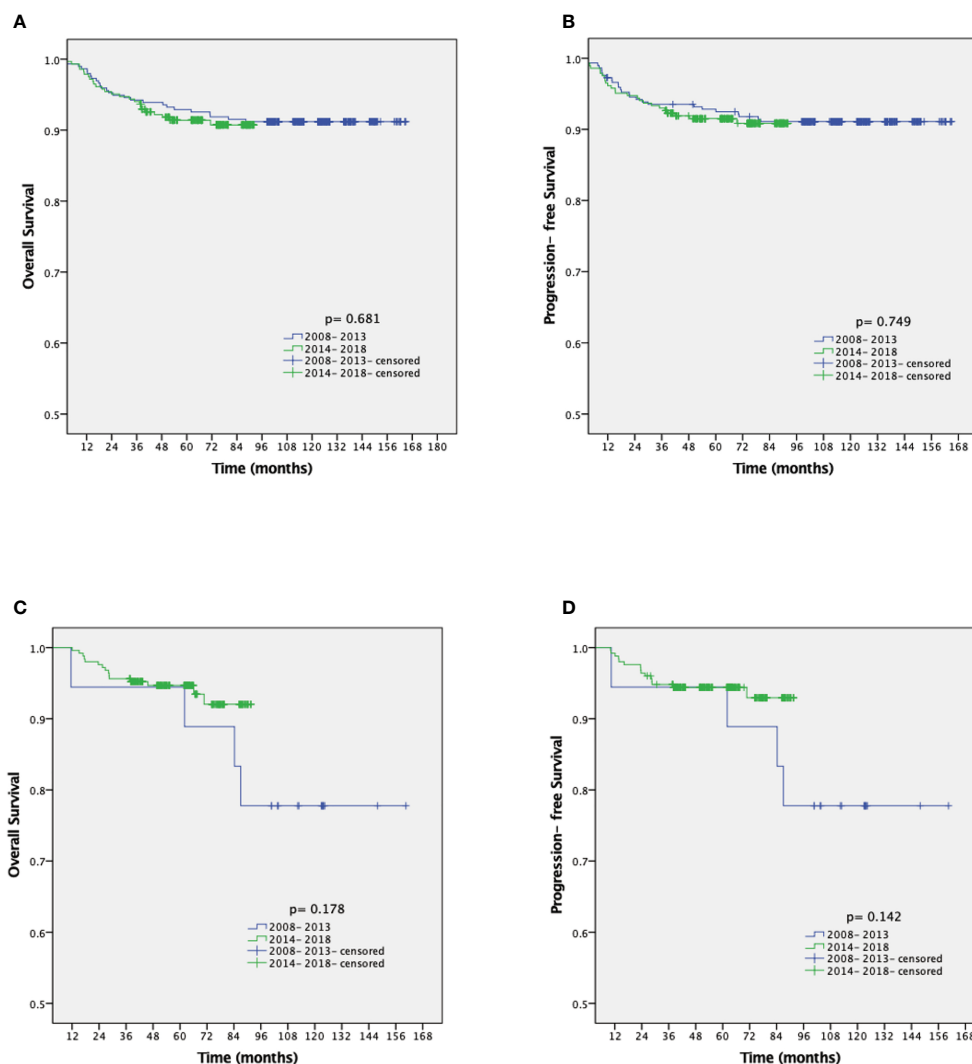 A
Overall Survival
1.0
0.9
0.8
0.7
0.6
0.5
p= 0.681
2008- 2013
2014- 2018
2008- 2013- censored
2014- 2018- censored
12 24 36 48 60 72 84 96 108 120 132 144 156 168 180
Time (months)
B
Progression- free Survival
1.0
0.9
0.8
0.7
0.6
0.5
p= 0.749
2008- 2013
2014- 2018
2008- 2013- censored
2014- 2018- censored
12 24 36 48 60 72 84 96 108 120 132 144 156 168
Time (months)
C
Overall Survival
1.0
0.9
0.8
0.7
0.6
0.5
p= 0.178
2008- 2013
2014- 2018
2008- 2013- censored
2014- 2018- censored
12 24 36 48 60 72 84 96 108 120 132 144 156 168
Time (months)
D
Progression- free Survival
1.0
0.9
0.8
0.7
0.6
0.5
p= 0.142
2008- 2013
2014- 2018
2008- 2013- censored
2014- 2018- censored
12 24 36 48 60 72 84 96 108 120 132 144 156 168
Time (months)